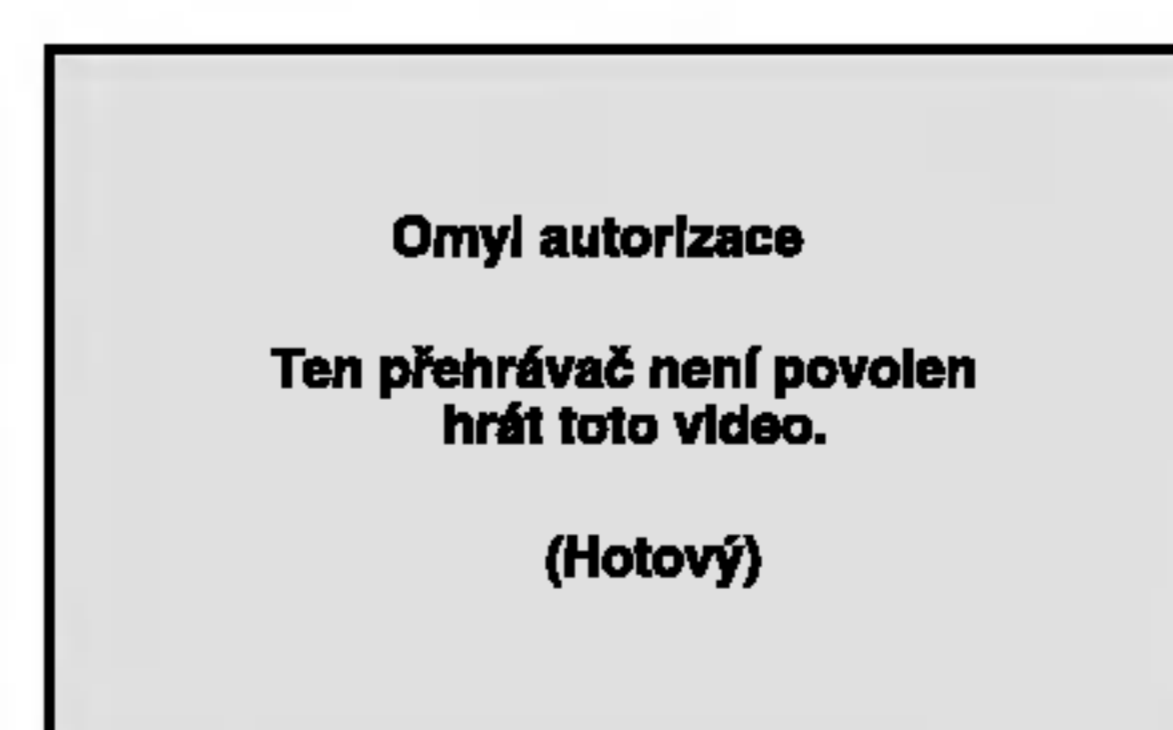 Omyl autorizace
Ten přehrávač není povolen
hrát toto video.
(Hotový)